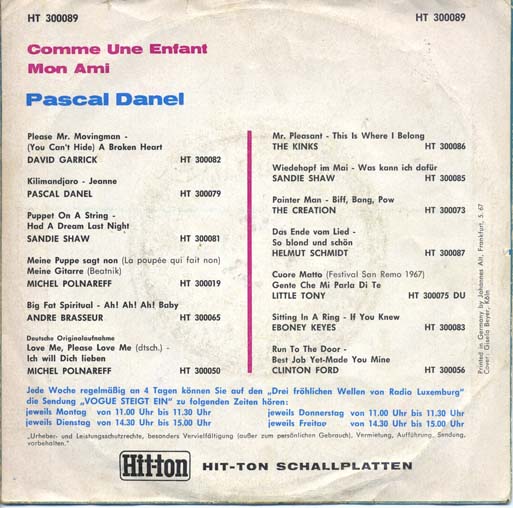 HT 300089
HT 300089
Comme Une Enfant
Mon Ami
Pascal Danel
Please Mr. Movingman -
(You Can't Hide) A Broken Heart
DAVID GARRICK HT 300082
Kilimandjaro - Jeanne
PASCAL DANEL HT 300079
Puppet On A String -
Had A Dream Last Night
SANDIE SHAW HT 300081
Meine Puppe sagt non (La poupée qui fait non)
Meine Gitarre (Beatnik)
MICHEL POLNAREFF HT 300019
Big Fat Spiritual - Ah! Ah! Ah! Baby
ANDRE BRASSEUR HT 300065
Deutsche Originalaufnahme
Love Me, Please Love Me (dtsch.) -
Ich will Dich lieben
MICHEL POLNAREFF HT 300050
Mr. Pleasant - This Is Where I Belong
THE KINKS HT 300086
Wiedehopf im Mai - Was kann ich dafür
SANDIE SHAW HT 300085
Painter Man - Biff, Bang, Pow
THE CREATION HT 300073
Das Ende vom Lied -
So blond und schön
HELMUT SCHMIDT HT 300087
Cuore Matto (Festival San Remo 1967)
Gente Che Mi Parla Di Te
LITTLE TONY HT 300075 DU
Sitting In A Ring - If You Knew
EBONEY KEYES HT 300083
Run To The Door -
Best Job Yet-Made You Mine
CLINTON FORD HT 300056
Printed in Germany by Johannes Alt, Frankfurt, 5. 67
Cover: Gisela Beyer, Köln
Jede Woche regelmäßig an 4 Tagen können Sie auf den „Drei fröhlichen Wellen von Radio Luxemburg"
die Sendung „VOGUE STEIGT EIN" zu folgenden Zeiten hören:
jeweils Montag von 11.00 Uhr bis 11.30 Uhr jeweils Donnerstag von 11.00 Uhr bis 11.30 Uhr
jeweils Dienstag von 14.30 Uhr bis 15.00 Uhr jeweils Freitag von 14.30 Uhr bis 15.00 Uhr
„Urheber- und Leistungsschutzrechte, besonders Vervielfältigung (außer zum persönlichen Gebrauch), Vermietung, Aufführung, Sendung,
vorbehalten."
Hit-ton HIT-TON SCHALLPLATTEN